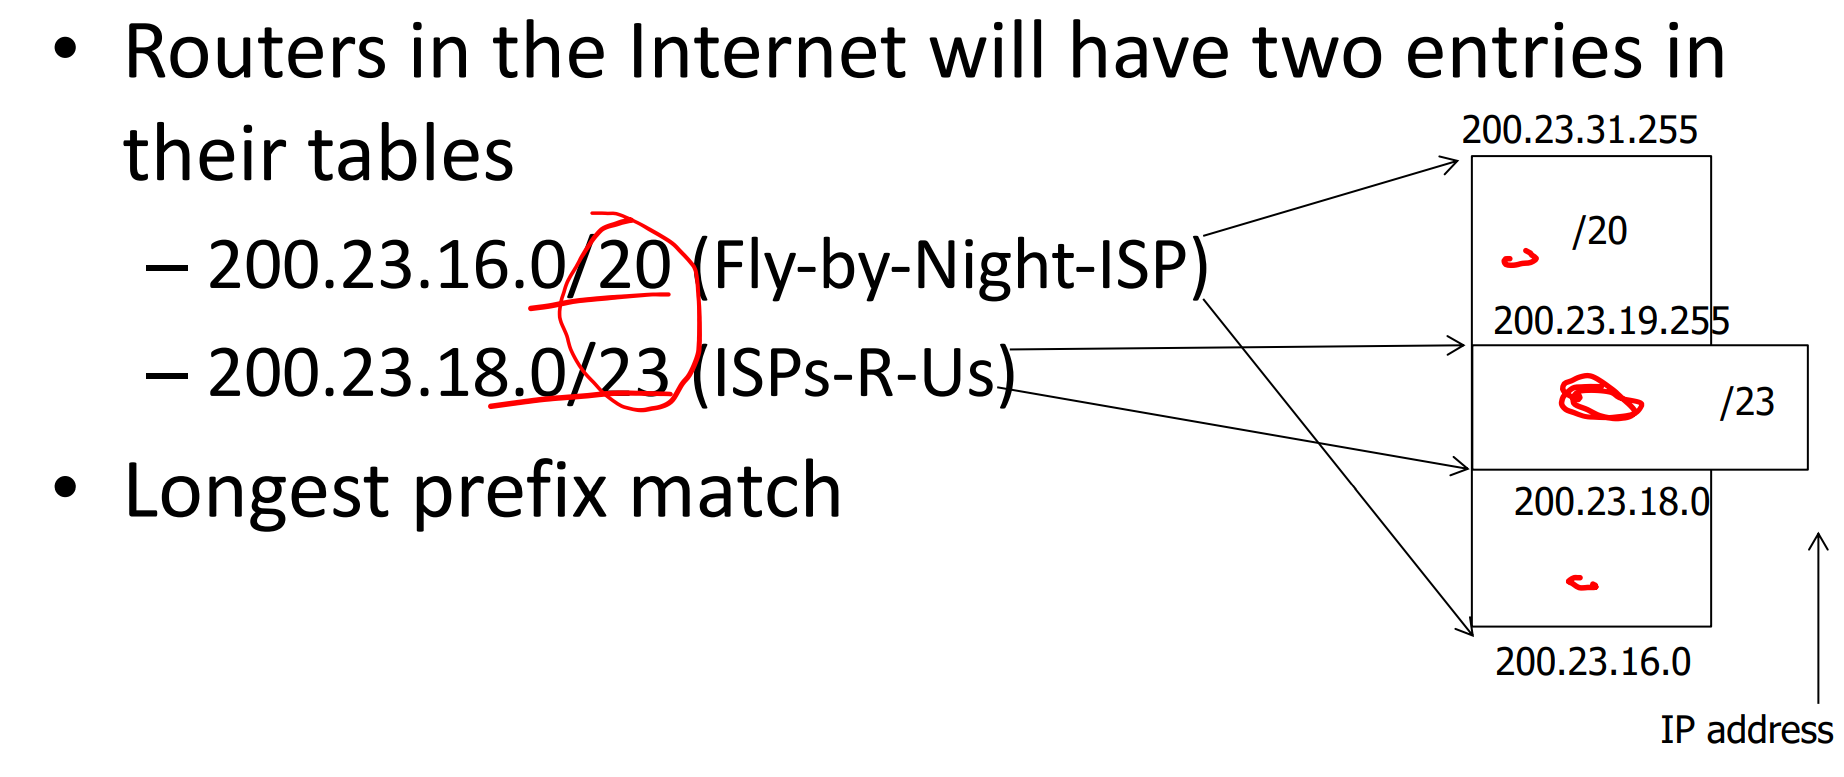 • Routers in the Internet will have two entries in
their tables
– 200.23.16.0/20 (Fly-by-Night-ISP)
– 200.23.18.0/23 (ISPs-R-Us)
• Longest prefix match
200.23.31.255
/20
200.23.19.255
/23
200.23.18.0
200.23.16.0
IP address